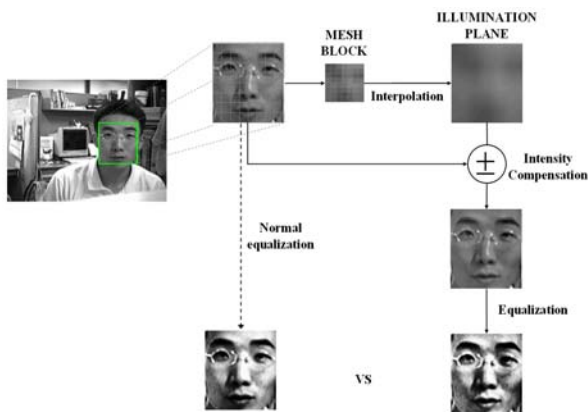 ILLUMINATION
PLANE
MESH
BLOCK
Interpolation
±
Intensity
Compensation
Normal
equalization
Equalization
VS